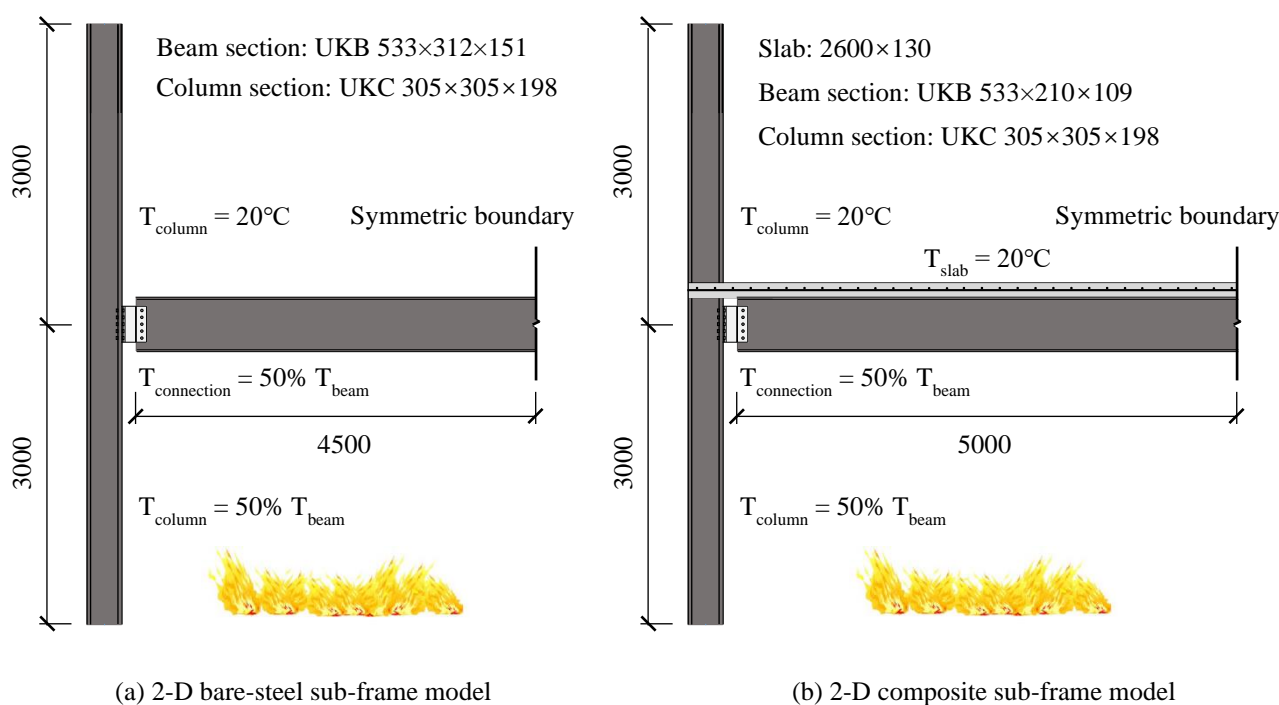 Beam section: UKB 533×312×151
Column section: UKC 305×305×198
3000
T_column = 20℃
Symmetric boundary
T_connection = 50% T_beam
4500
3000
T_column = 50% T_beam
(a) 2-D bare-steel sub-frame model
Slab: 2600×130
Beam section: UKB 533×210×109
Column section: UKC 305×305×198
3000
T_column = 20℃
Symmetric boundary
T_slab = 20℃
T_connection = 50% T_beam
5000
3000
T_column = 50% T_beam
(b) 2-D composite sub-frame model